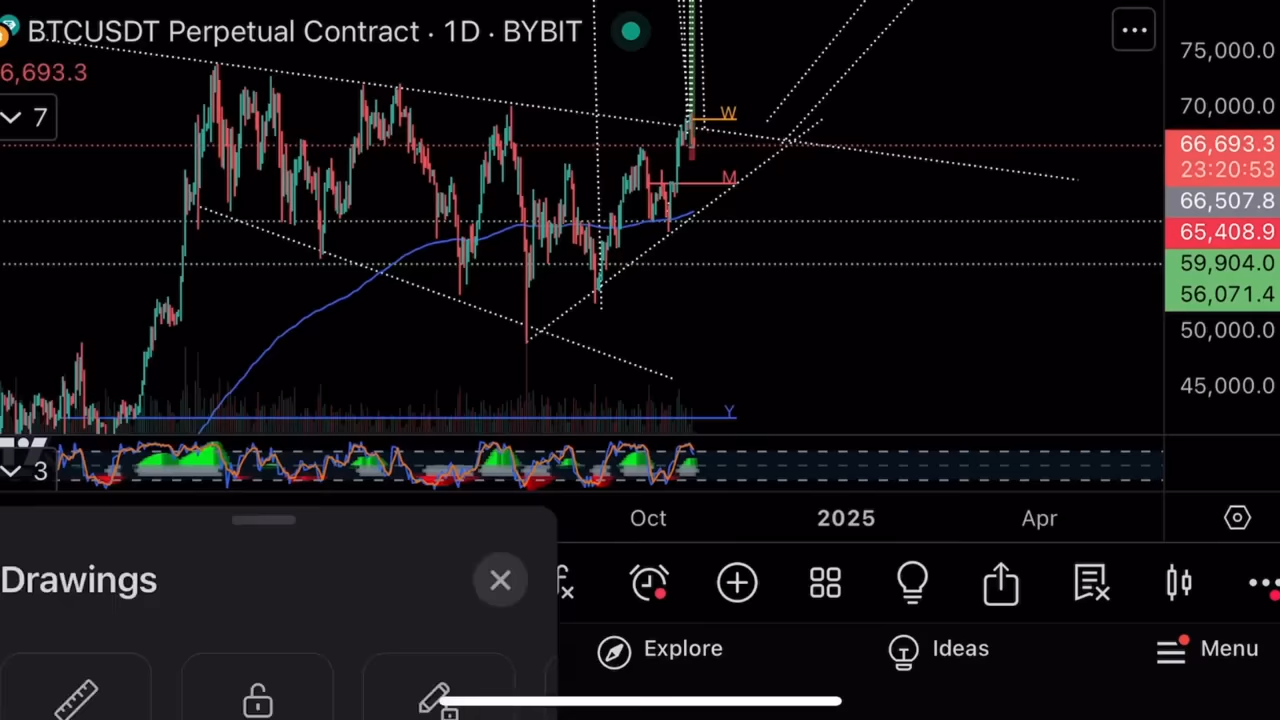 BTCUSDT Perpetual Contract · 1D · BYBIT
6,693.3
7
W
M
Y
75,000.0
70,000.0
66,693.3
23:20:53
66,507.8
65,408.9
59,904.0
56,071.4
50,000.0
45,000.0
3
Oct
2025
Apr
Drawings
Explore
Ideas
Menu